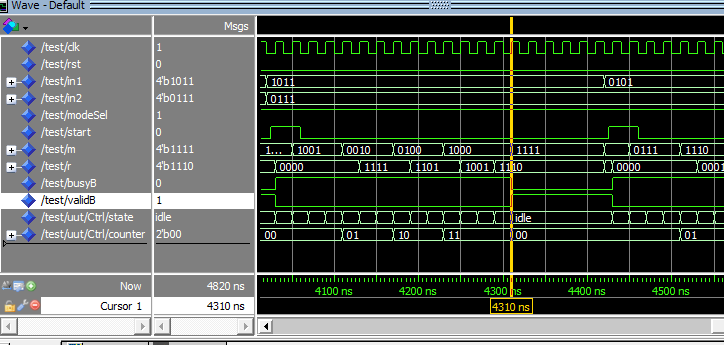 Wave - Default
Msgs
/test/clk 1
/test/rst 0
/test/in1 4'b1011 1011 0101
/test/in2 4'b0111 0111
/test/modeSel 1
/test/start 0
/test/m 4'b1111 1... 1001 0010 0100 1000 1111 0111 1110
/test/r 4'b1110 0000 1111 1101 1001 1110 0000 0001
/test/busyB 0
/test/validB 1
/test/uut/Ctrl/state idle idle
/test/uut/Ctrl/counter 2'b00 00 01 10 11 00 01
Now 4820 ns 4100 ns 4200 ns 4300 ns 4400 ns 4500 ns
Cursor 1 4310 ns 4310 ns